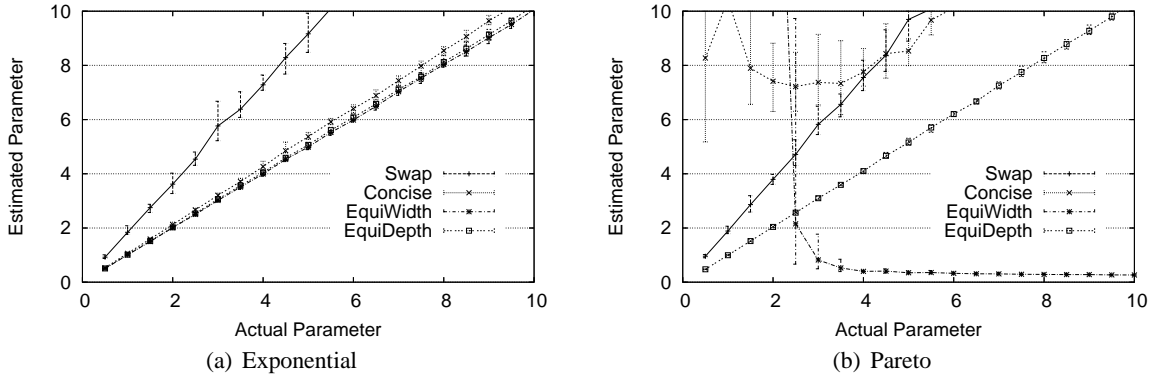 10
8
6
4
2
0
Estimated Parameter
Swap
Concise
EquiWidth
EquiDepth
0 2 4 6 8 10
Actual Parameter
(a) Exponential
10
8
6
4
2
0
Estimated Parameter
Swap
Concise
EquiWidth
EquiDepth
0 2 4 6 8 10
Actual Parameter
(b) Pareto